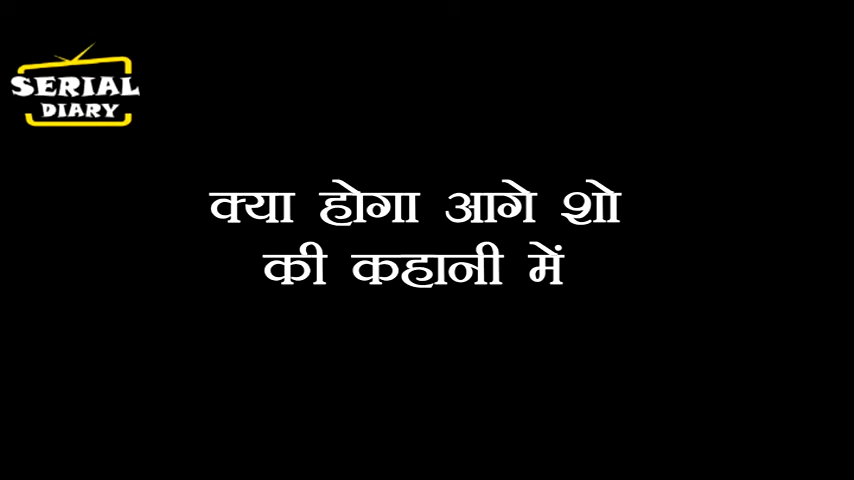 SERIAL
DIARY
क्या होगा आगे शो
की कहानी में